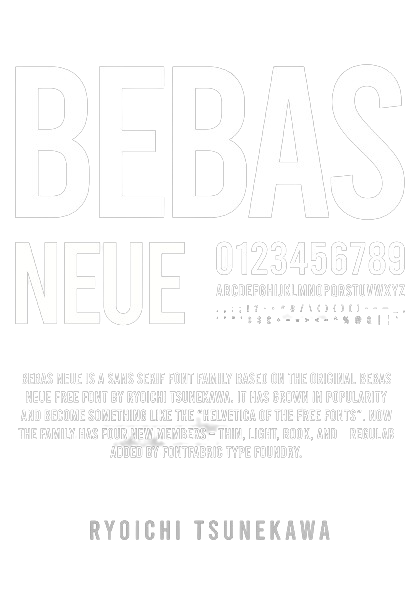 BEBAS
NEUE
0123456789
ABCDEFGHIJKLMNOPQRSTUVWXYZ
BEBAS NEUE IS A SANS SERIF FONT FAMILY BASED ON THE ORIGINAL BEBAS
NEUE FREE FONT BY RYOICHI TSUNEKAWA. IT HAS GROWN IN POPULARITY
AND BECOME SOMETHING LIKE THE "HELVETICA OF THE FREE FONTS". NOW
THE FAMILY HAS FOUR NEW MEMBERS – THIN, LIGHT, BOOK, AND REGULAR
ADDED BY FONTFABRIC TYPE FOUNDRY.
RYOICHI TSUNEKAWA